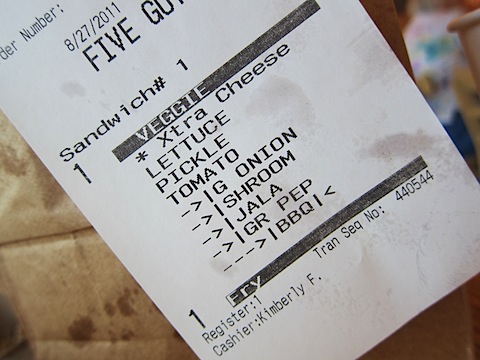 der Number:
8/27/2011
FIVE GU
Sandwich# 1
1 VEGGIE
* Xtra Cheese
LETTUCE
PICKLE
TOMATO
->|G ONION
->|SHROOM
->|JALA
->|GR PEP
---->|BBQ|<
1 FRY
Register:1 Tran Seq No: 440544
Cashier:Kimberly F.